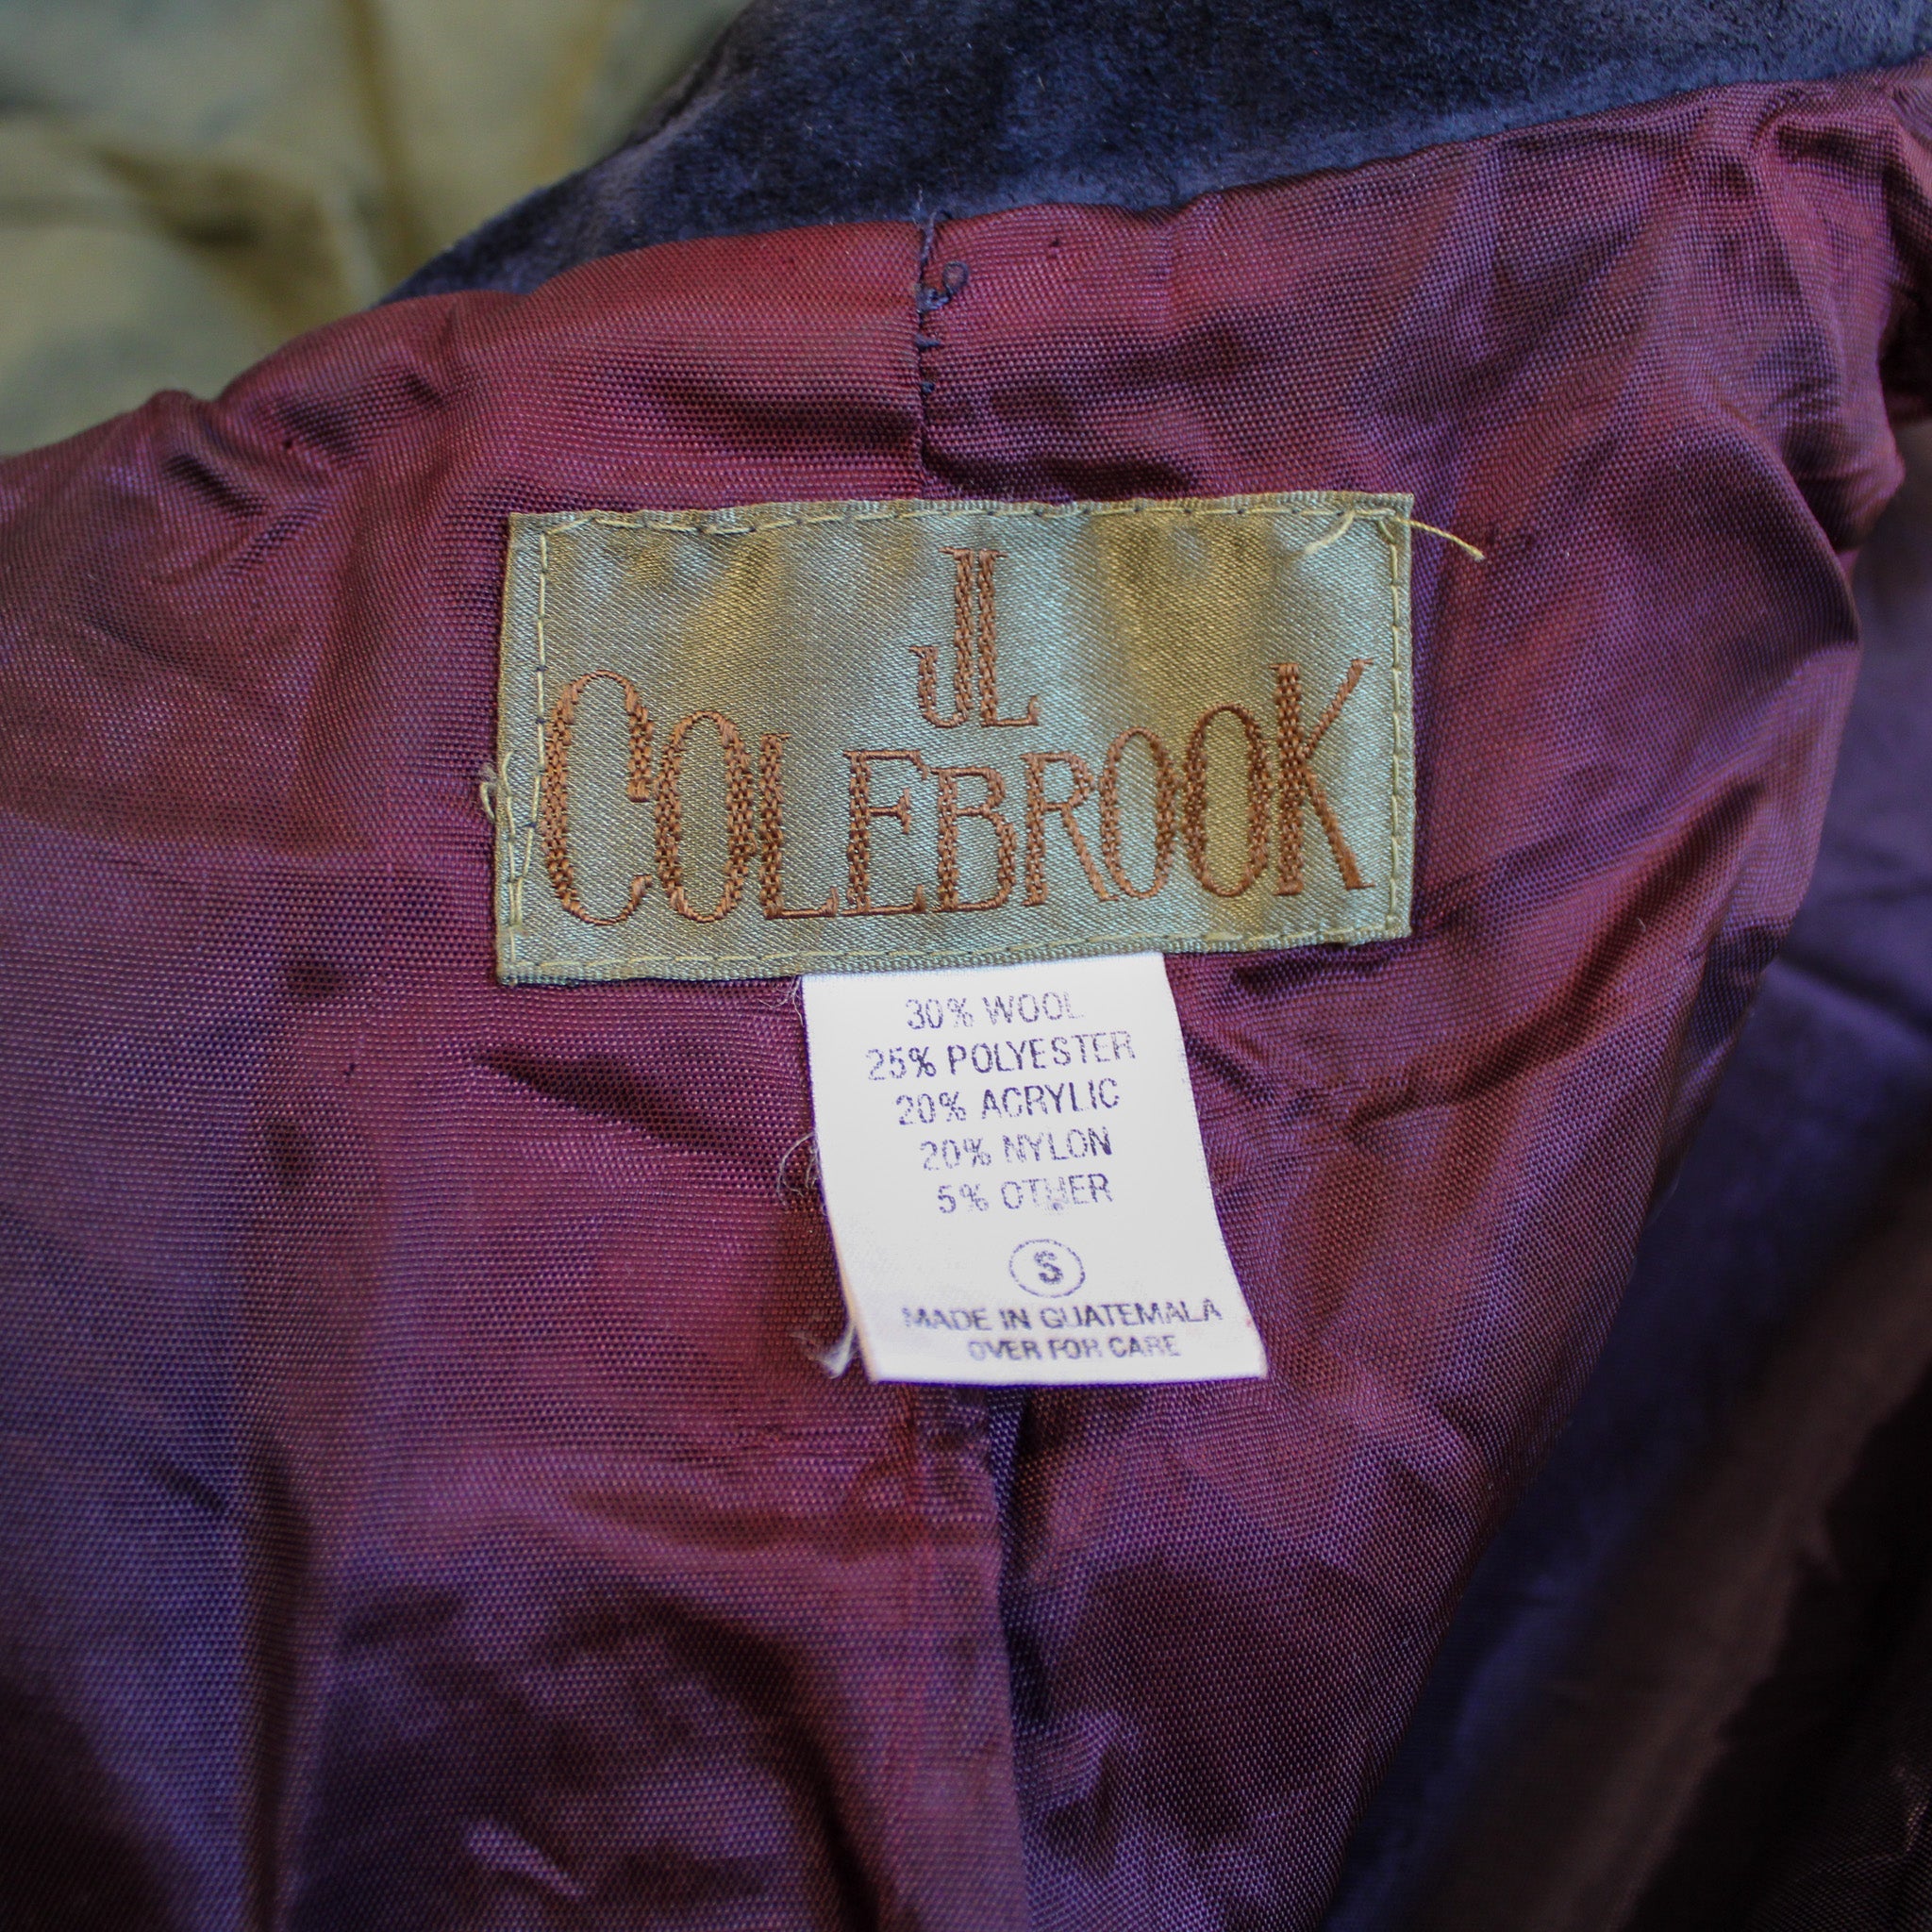 JL
COLEBROOK
30% WOOL
25% POLYESTER
20% ACRYLIC
20% NYLON
5% OTHER
S
MADE IN GUATEMALA
OVER FOR CARE